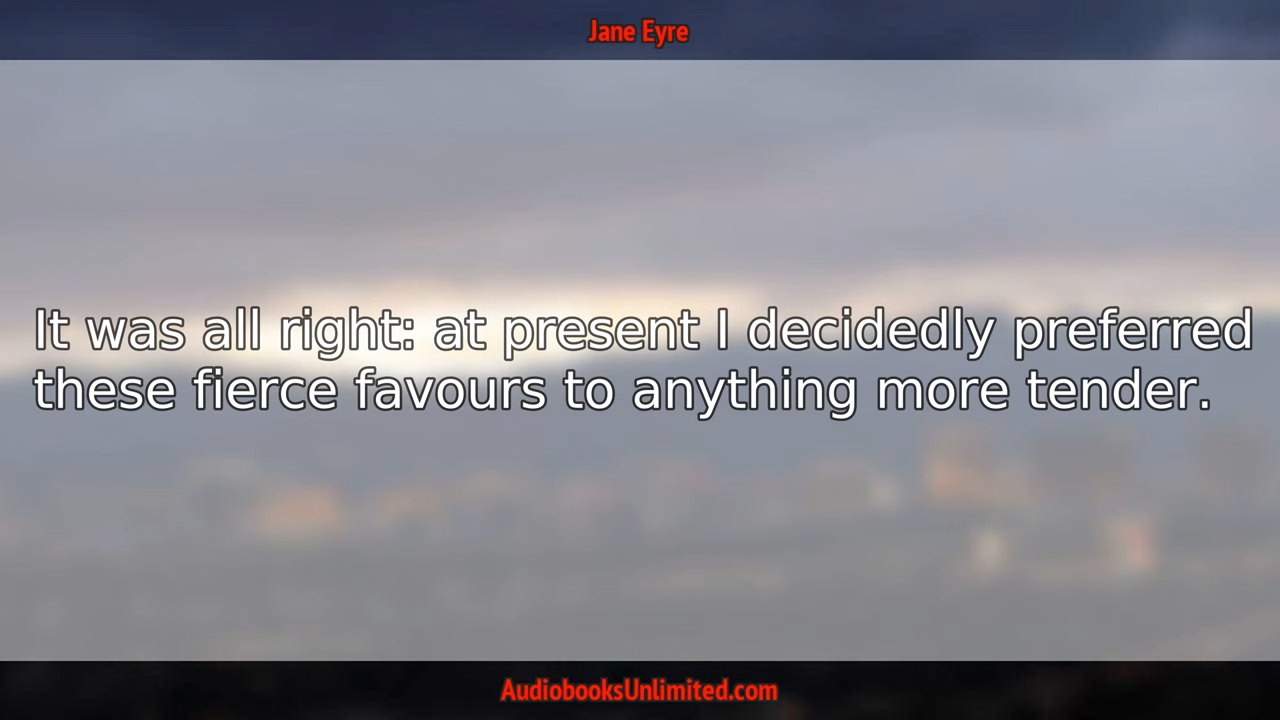 Jane Eyre
It was all right: at present I decidedly preferred
these fierce favours to anything more tender.
AudiobooksUnlimited.com